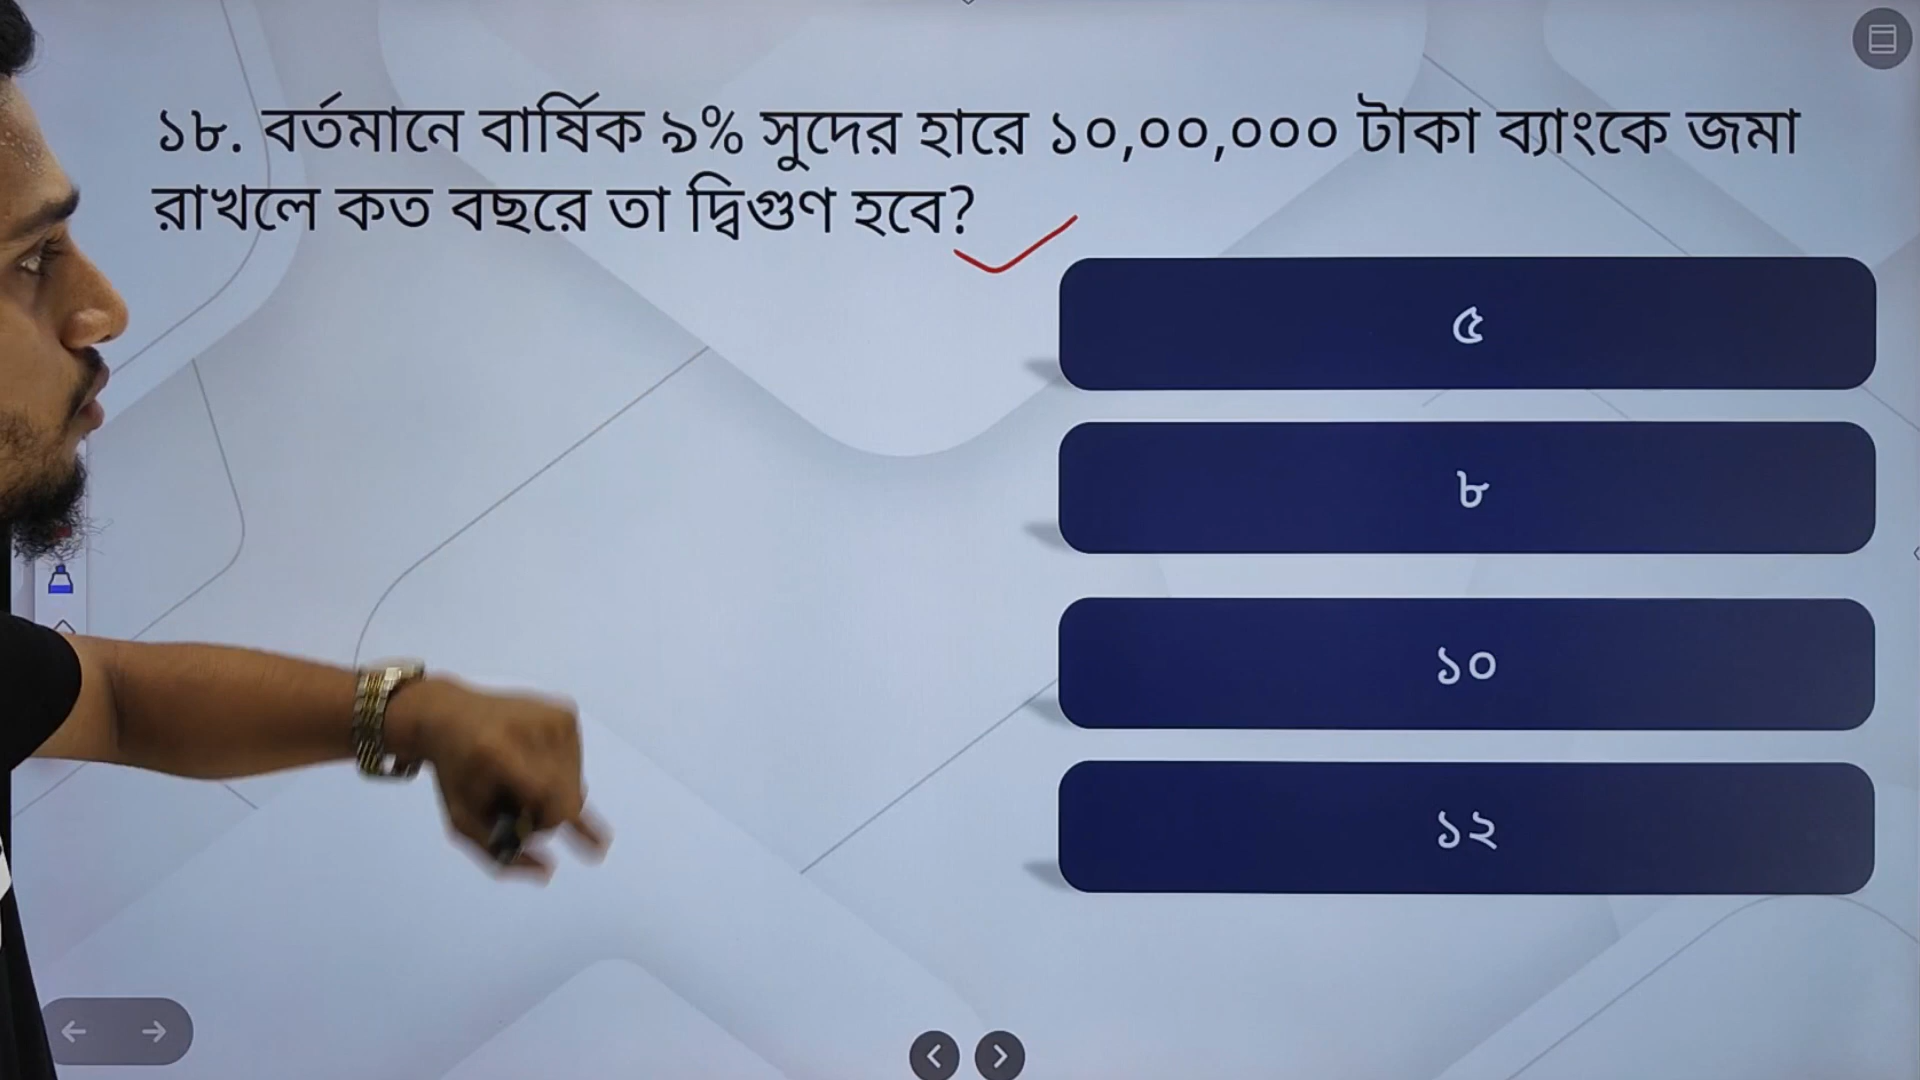 ১৮. বর্তমানে বার্ষিক ৯% সুদের হারে ১০,০০,০০০ টাকা ব্যাংকে জমা
রাখলে কত বছরে তা দ্বিগুণ হবে?
৫
৮
১০
১২